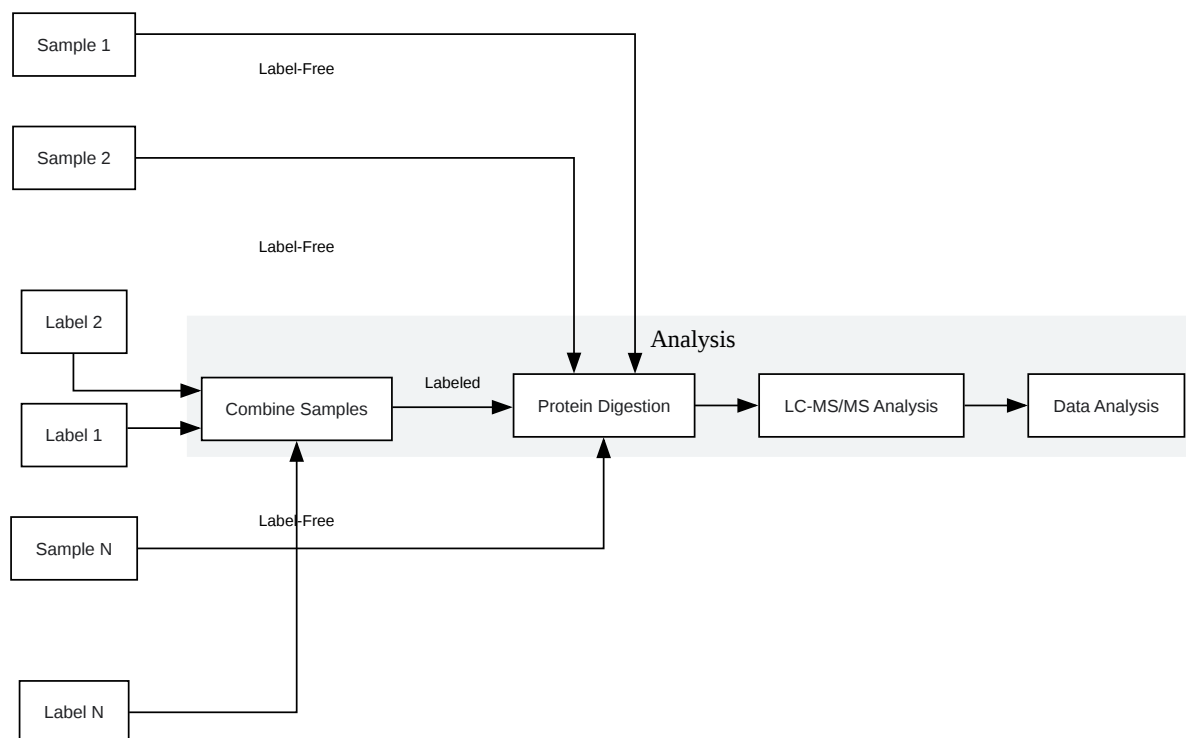 Sample 1
Label-Free
Sample 2
Label-Free
Label 2
Analysis
Labeled
Combine Samples
Protein Digestion
LC-MS/MS Analysis
Data Analysis
Label 1
Label-Free
Sample N
Label N